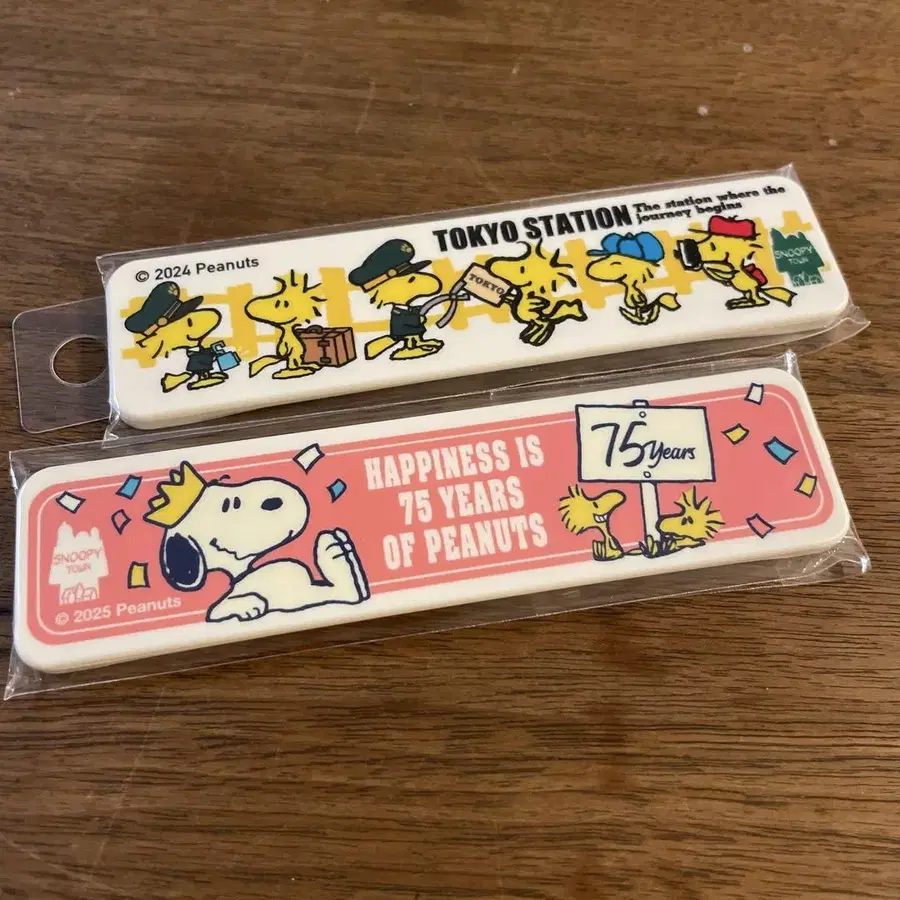 © 2024 Peanuts
TOKYO STATION
The station where the
journey begins
TOKYO
SNOOPY
TOWN
HAPPINESS IS
75 YEARS
OF PEANUTS
75 Years
SNOOPY
TOWN
© 2025 Peanuts